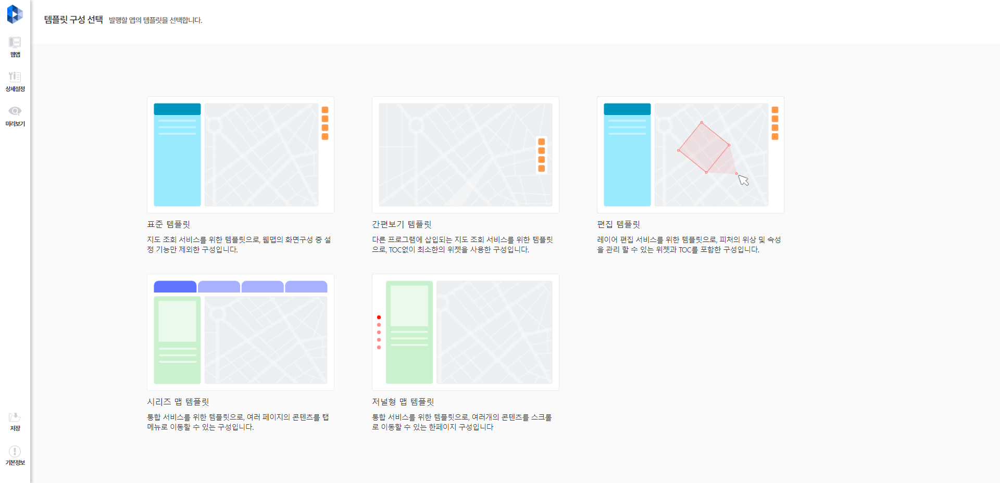 템플릿 구성 선택 발행할 앱의 템플릿을 선택합니다.
웹앱
상세설정
미리보기
표준 템플릿
지도 조회 서비스를 위한 템플릿으로, 웹맵의 화면구성 중 설
정 기능만 제외한 구성입니다.
간편보기 템플릿
다른 프로그램에 삽입되는 지도 조회 서비스를 위한 템플릿
으로, TOC없이 최소한의 위젯을 사용한 구성입니다.
편집 템플릿
레이어 편집 서비스를 위한 템플릿으로, 피처의 위상 및 속성
을 관리 할 수 있는 위젯과 TOC를 포함한 구성입니다.
시리즈 맵 템플릿
통합 서비스를 위한 템플릿으로, 여러 페이지의 콘텐츠를 탭
메뉴로 이동할 수 있는 구성입니다.
저널형 맵 템플릿
통합 서비스를 위한 템플릿으로, 여러개의 콘텐츠를 스크롤
로 이동할 수 있는 한페이지 구성입니다
저장
기본정보